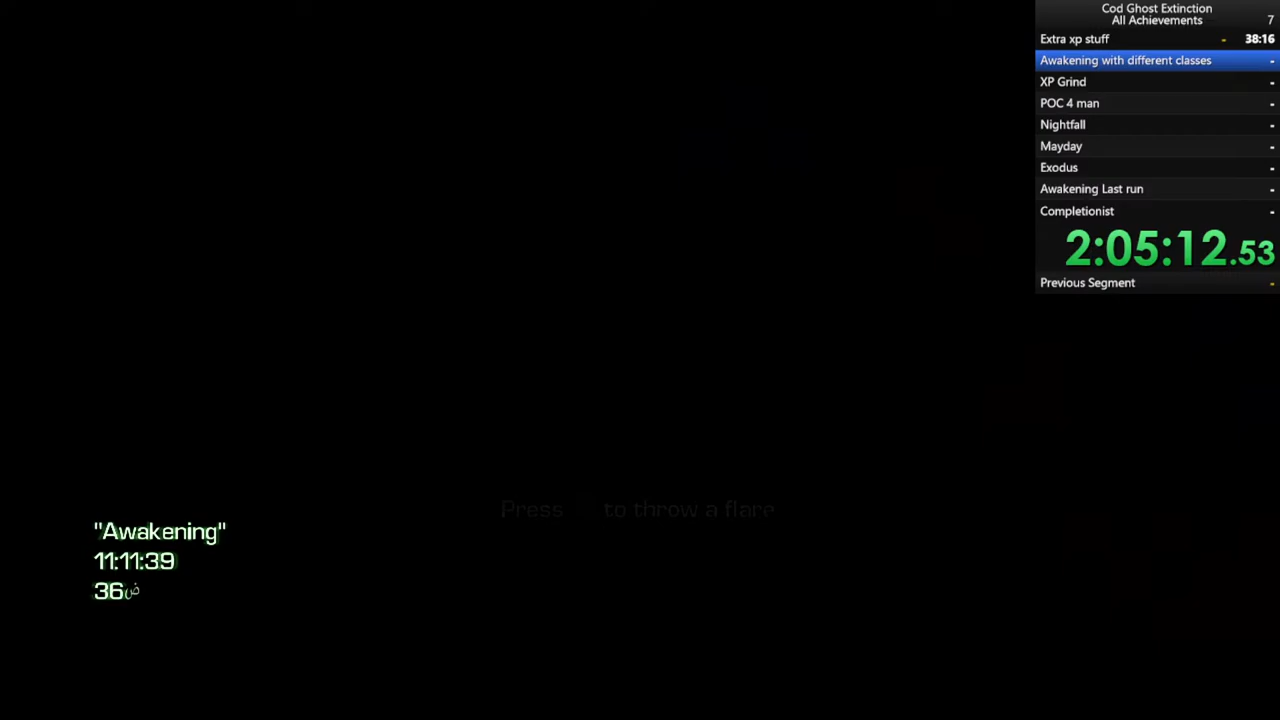 Cod Ghost Extinction
All Achievements 7
Extra xp stuff - 38:16
Awakening with different classes -
XP Grind -
POC 4 man -
Nightfall -
Mayday -
Exodus -
Awakening Last run -
Completionist -
2:05:12.53
Previous Segment -
Press to throw a flare
"Awakening"
11:11:39
36ض